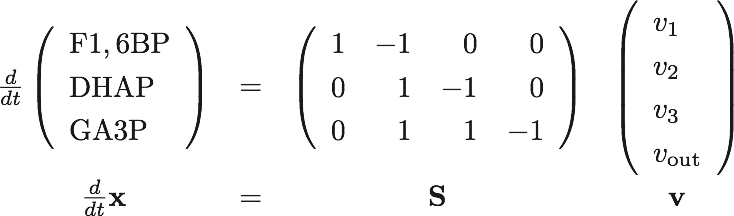 d/dt ( F1,6BP ) = ( 1 −1 0 0 ) ( v₁ )
( DHAP ) ( 0 1 −1 0 ) ( v₂ )
( GA3P ) ( 0 1 1 −1 ) ( v₃ )
( v_out )
d/dt x = S v